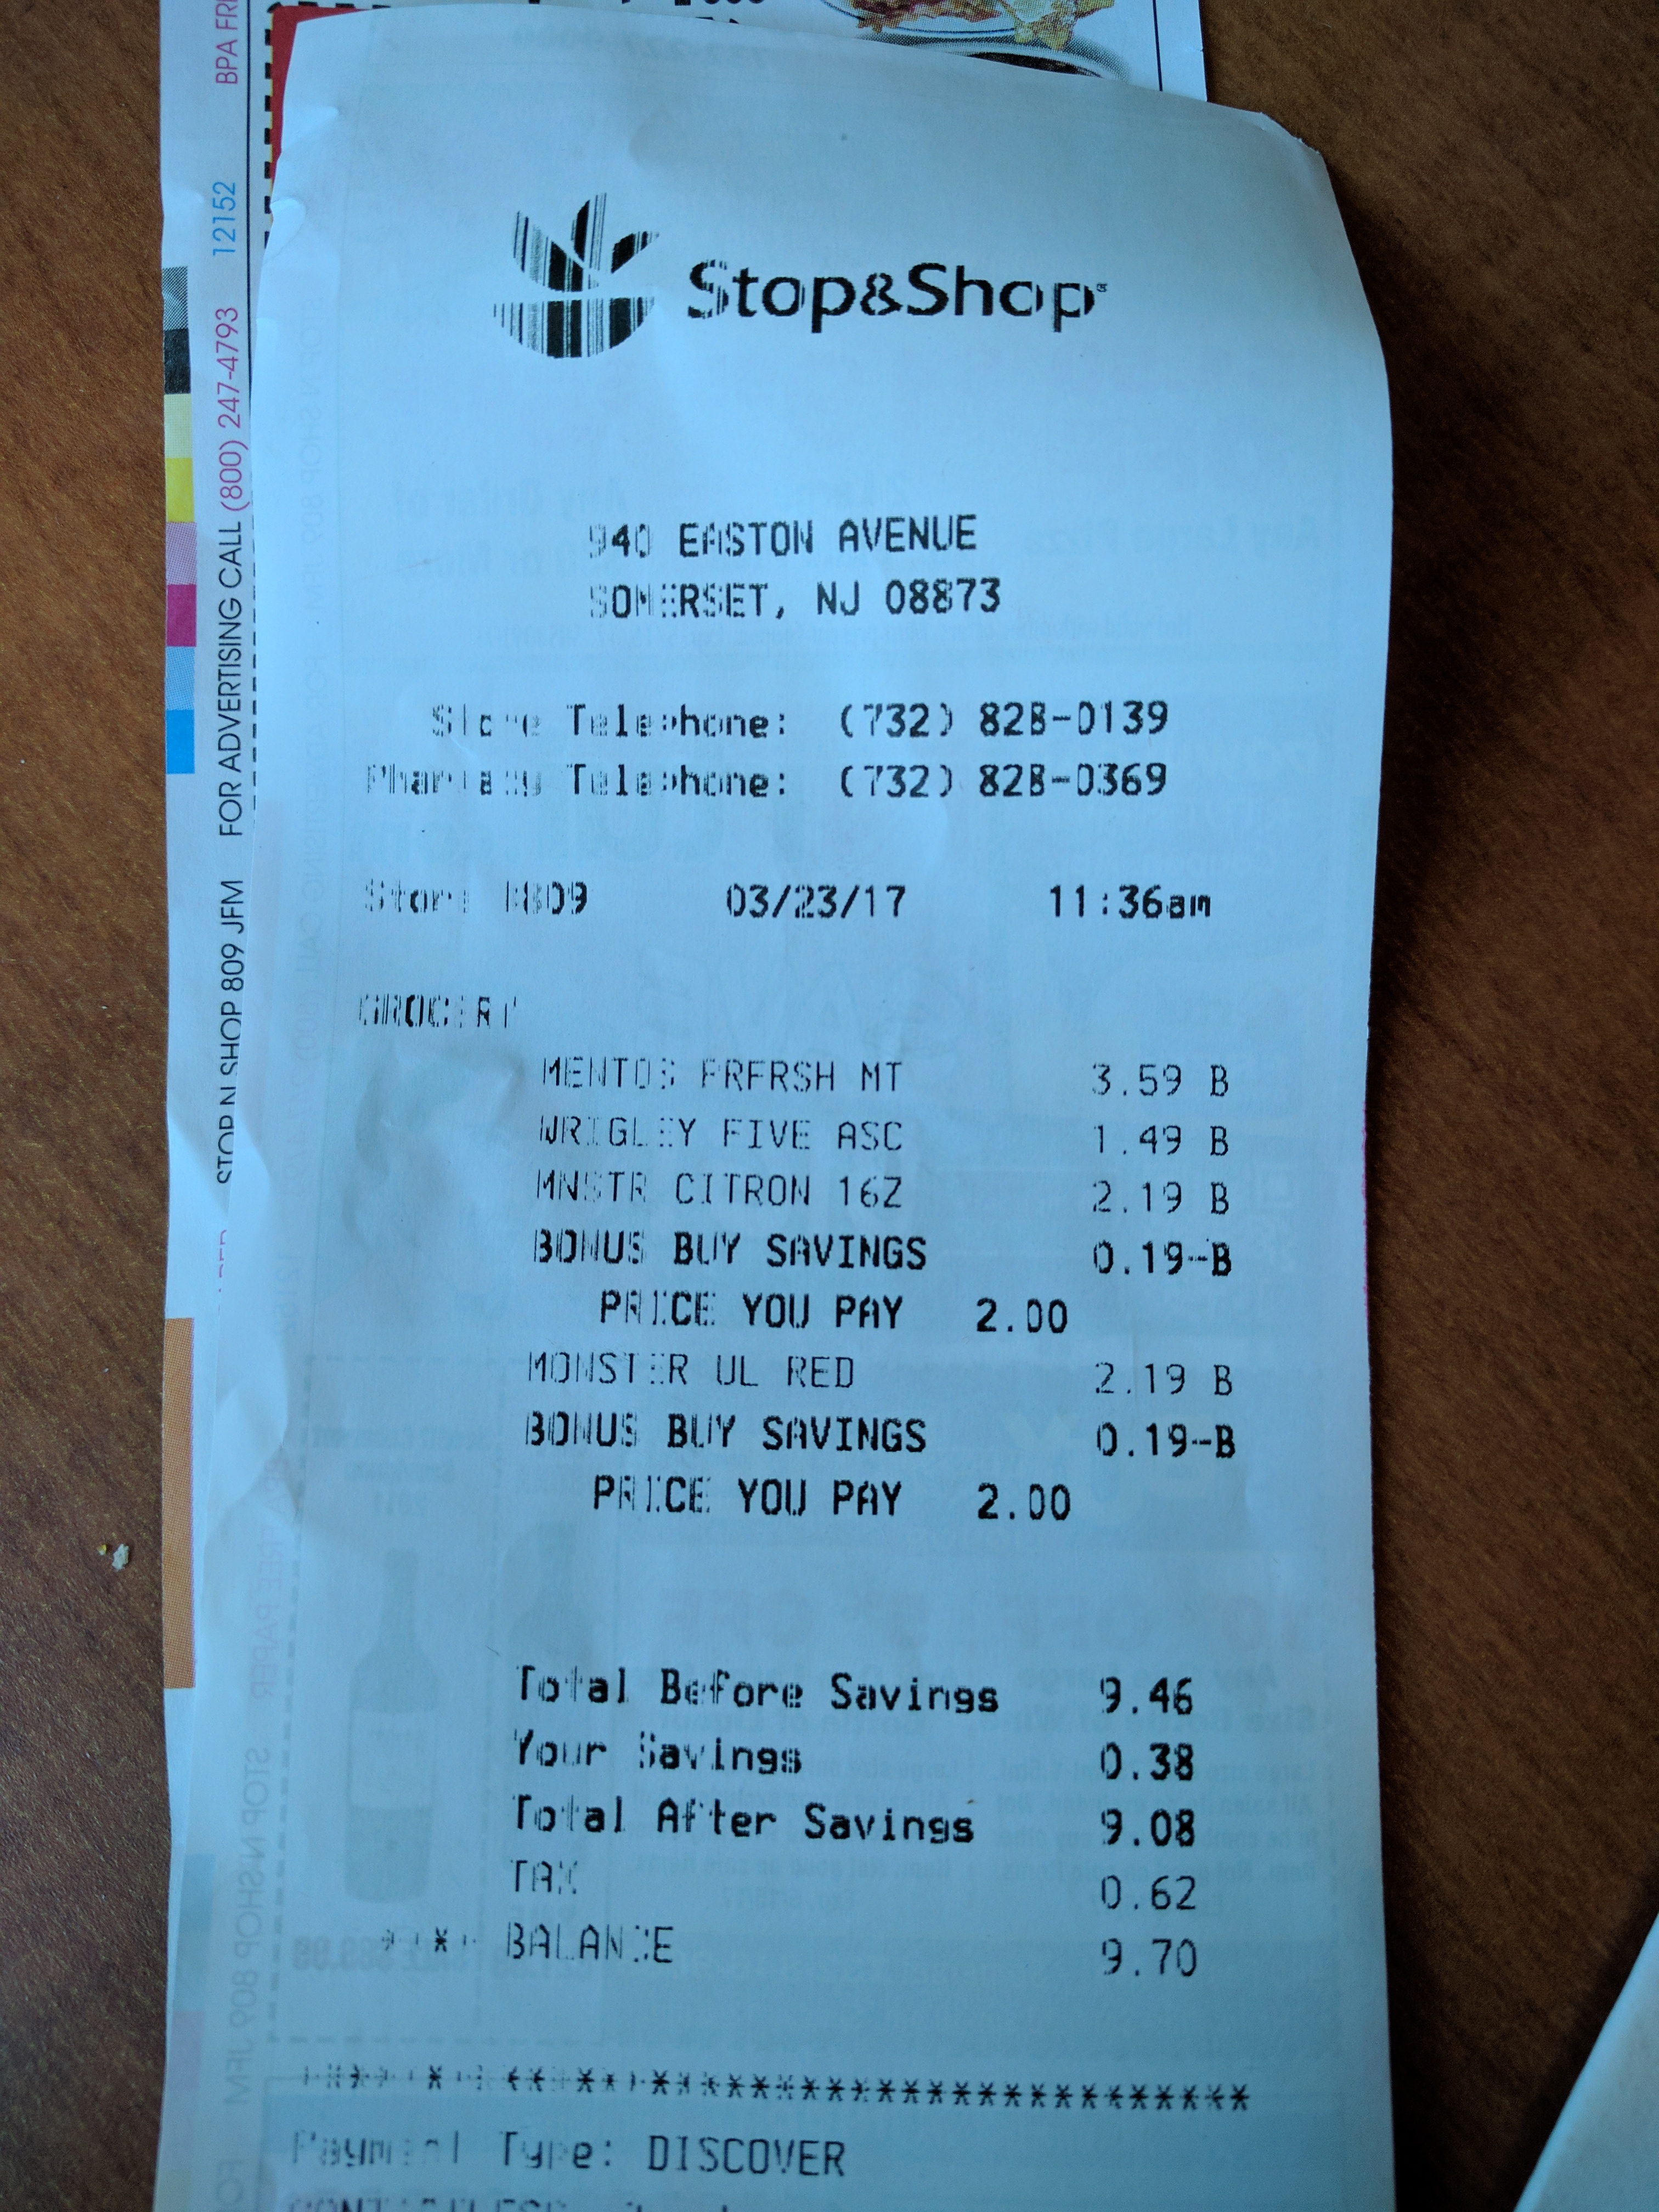 BPA FR
12152
FOR ADVERTISING CALL (800) 247-4793
STOP N SHOP 809 JFM
Stop&Shop
940 EASTON AVENUE
SOMERSET, NJ 08873
Store Telephone: (732) 828-0139
Pharmacy Telephone: (732) 828-0369
Store 0809 03/23/17 11:36am
GROCERY
MENTOS PRFRSH MT 3.59 B
WRIGLEY FIVE ASC 1.49 B
MNSTR CITRON 16Z 2.19 B
BONUS BUY SAVINGS 0.19-B
PRICE YOU PAY 2.00
MONSTER UL RED 2.19 B
BONUS BUY SAVINGS 0.19-B
PRICE YOU PAY 2.00
Total Before Savings 9.46
Your Savings 0.38
Total After Savings 9.08
TAX 0.62
**** BALANCE 9.70
****************************************
Payment Type: DISCOVER